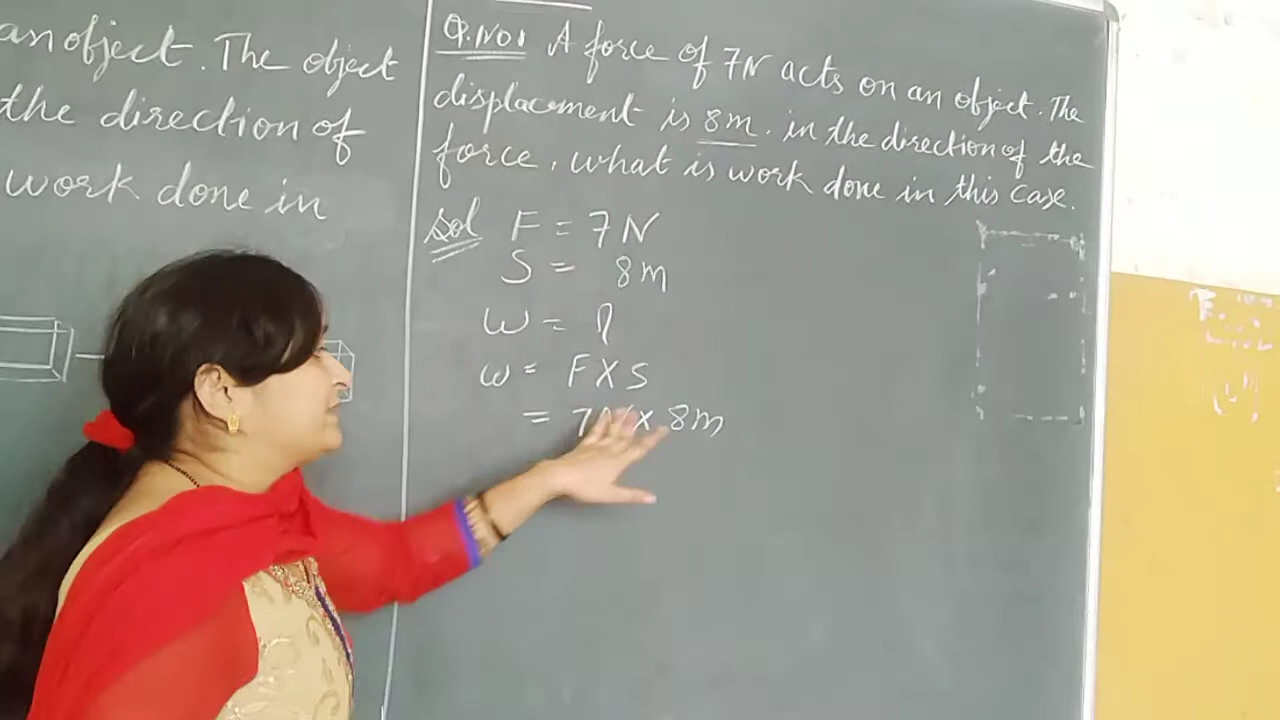 an object. The object
the direction of
work done in
Q.No1 A force of 7N acts on an object. The
displacement is 8m. in the direction of the
force. what is work done in this case.
Sol F = 7N
S = 8m
W = ?
W = F X S
= 7N x 8m